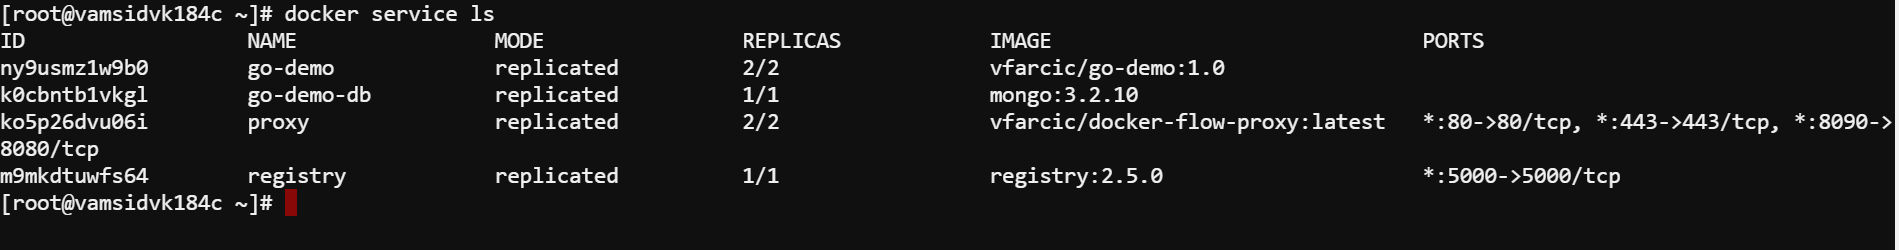 [root@vamsidvk184c ~]# docker service ls
ID NAME MODE REPLICAS IMAGE PORTS
ny9usmz1w9b0 go-demo replicated 2/2 vfarcic/go-demo:1.0
k0cbntb1vkgl go-demo-db replicated 1/1 mongo:3.2.10
ko5p26dvu06i proxy replicated 2/2 vfarcic/docker-flow-proxy:latest *:80->80/tcp, *:443->443/tcp, *:8090->
8080/tcp
m9mkdtuwfs64 registry replicated 1/1 registry:2.5.0 *:5000->5000/tcp
[root@vamsidvk184c ~]#